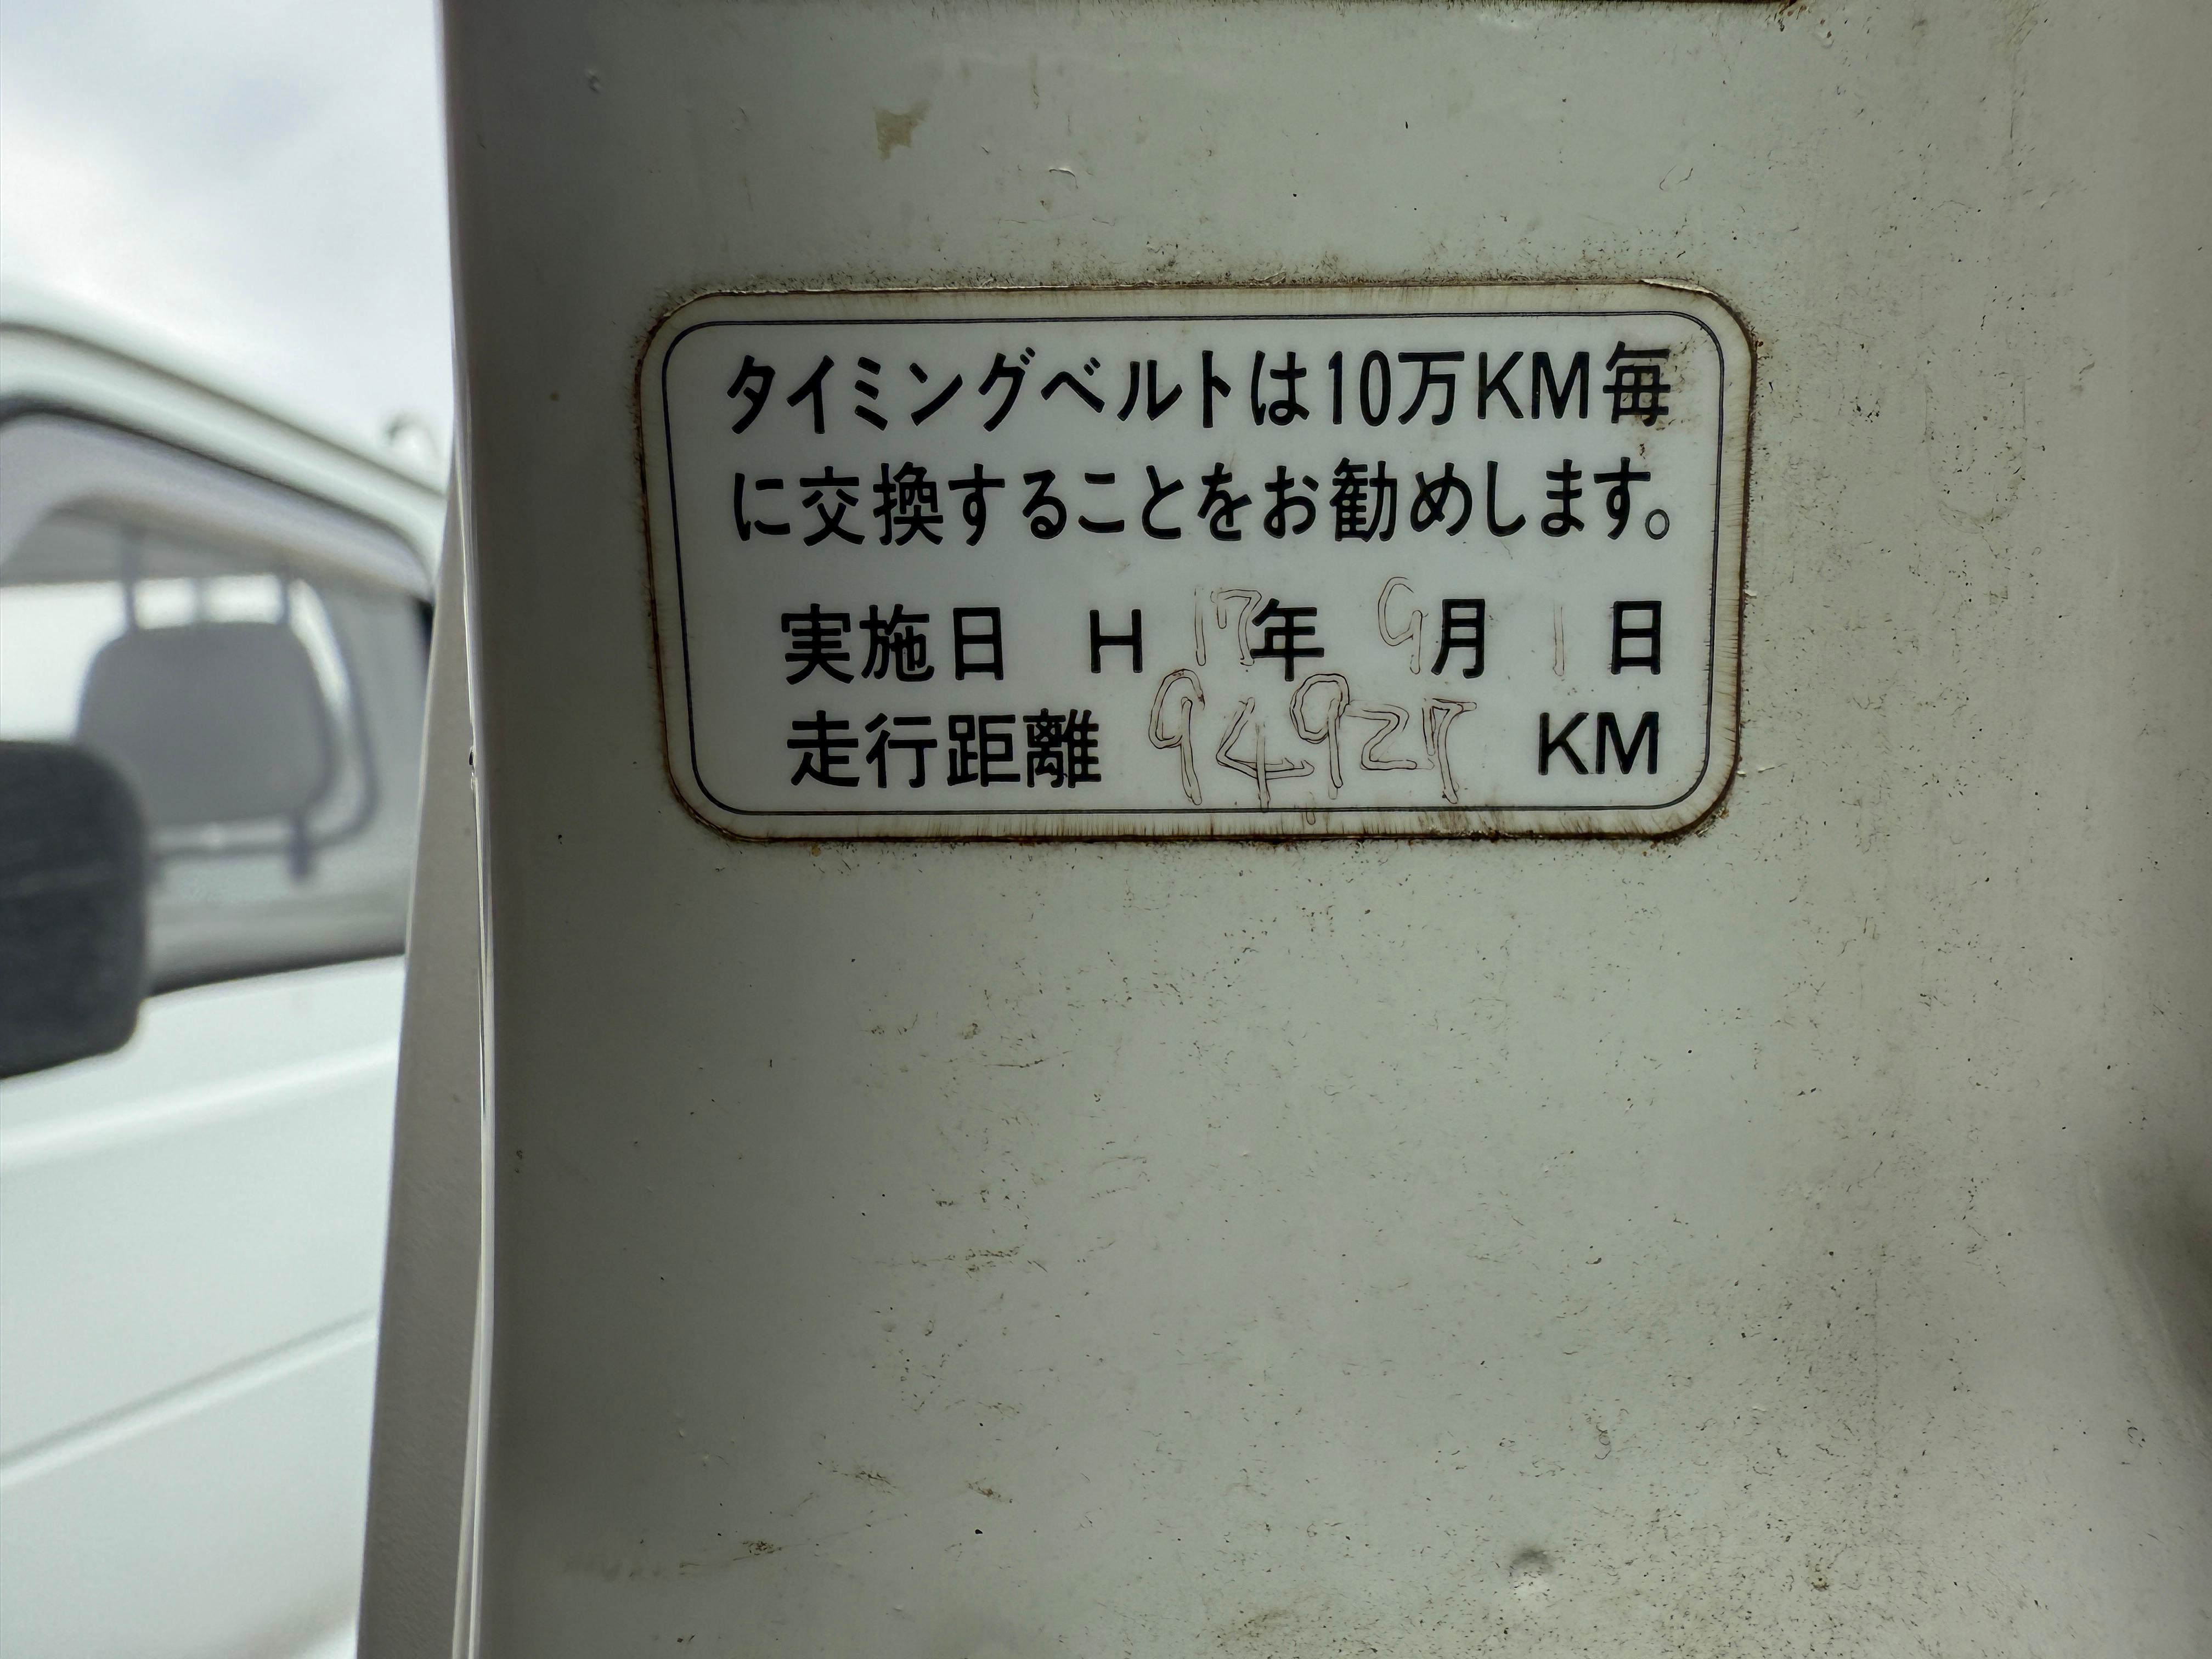 タイミングベルトは10万KM毎
に交換することをお勧めします。
実施日 H 17年 9月 1日
走行距離 94927 KM